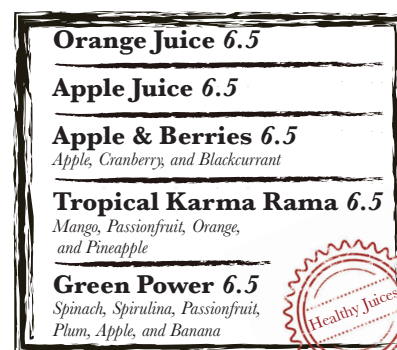 Orange Juice 6.5
Apple Juice 6.5
Apple & Berries 6.5
Apple, Cranberry, and Blackcurrant
Tropical Karma Rama 6.5
Mango, Passionfruit, Orange,
and Pineapple
Green Power 6.5
Spinach, Spirulina, Passionfruit,
Plum, Apple, and Banana
Healthy Juices